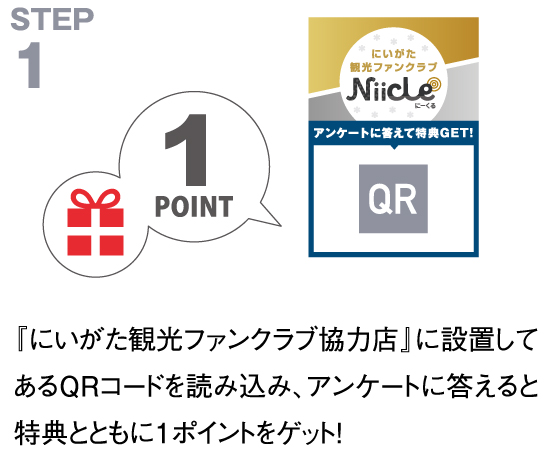 STEP
1
1
POINT
にいがた
観光ファンクラブ
Niicle
にーくる
アンケートに答えて特典GET!
QR
『にいがた観光ファンクラブ協力店』に設置して
あるQRコードを読み込み、アンケートに答えると
特典とともに1ポイントをゲット!